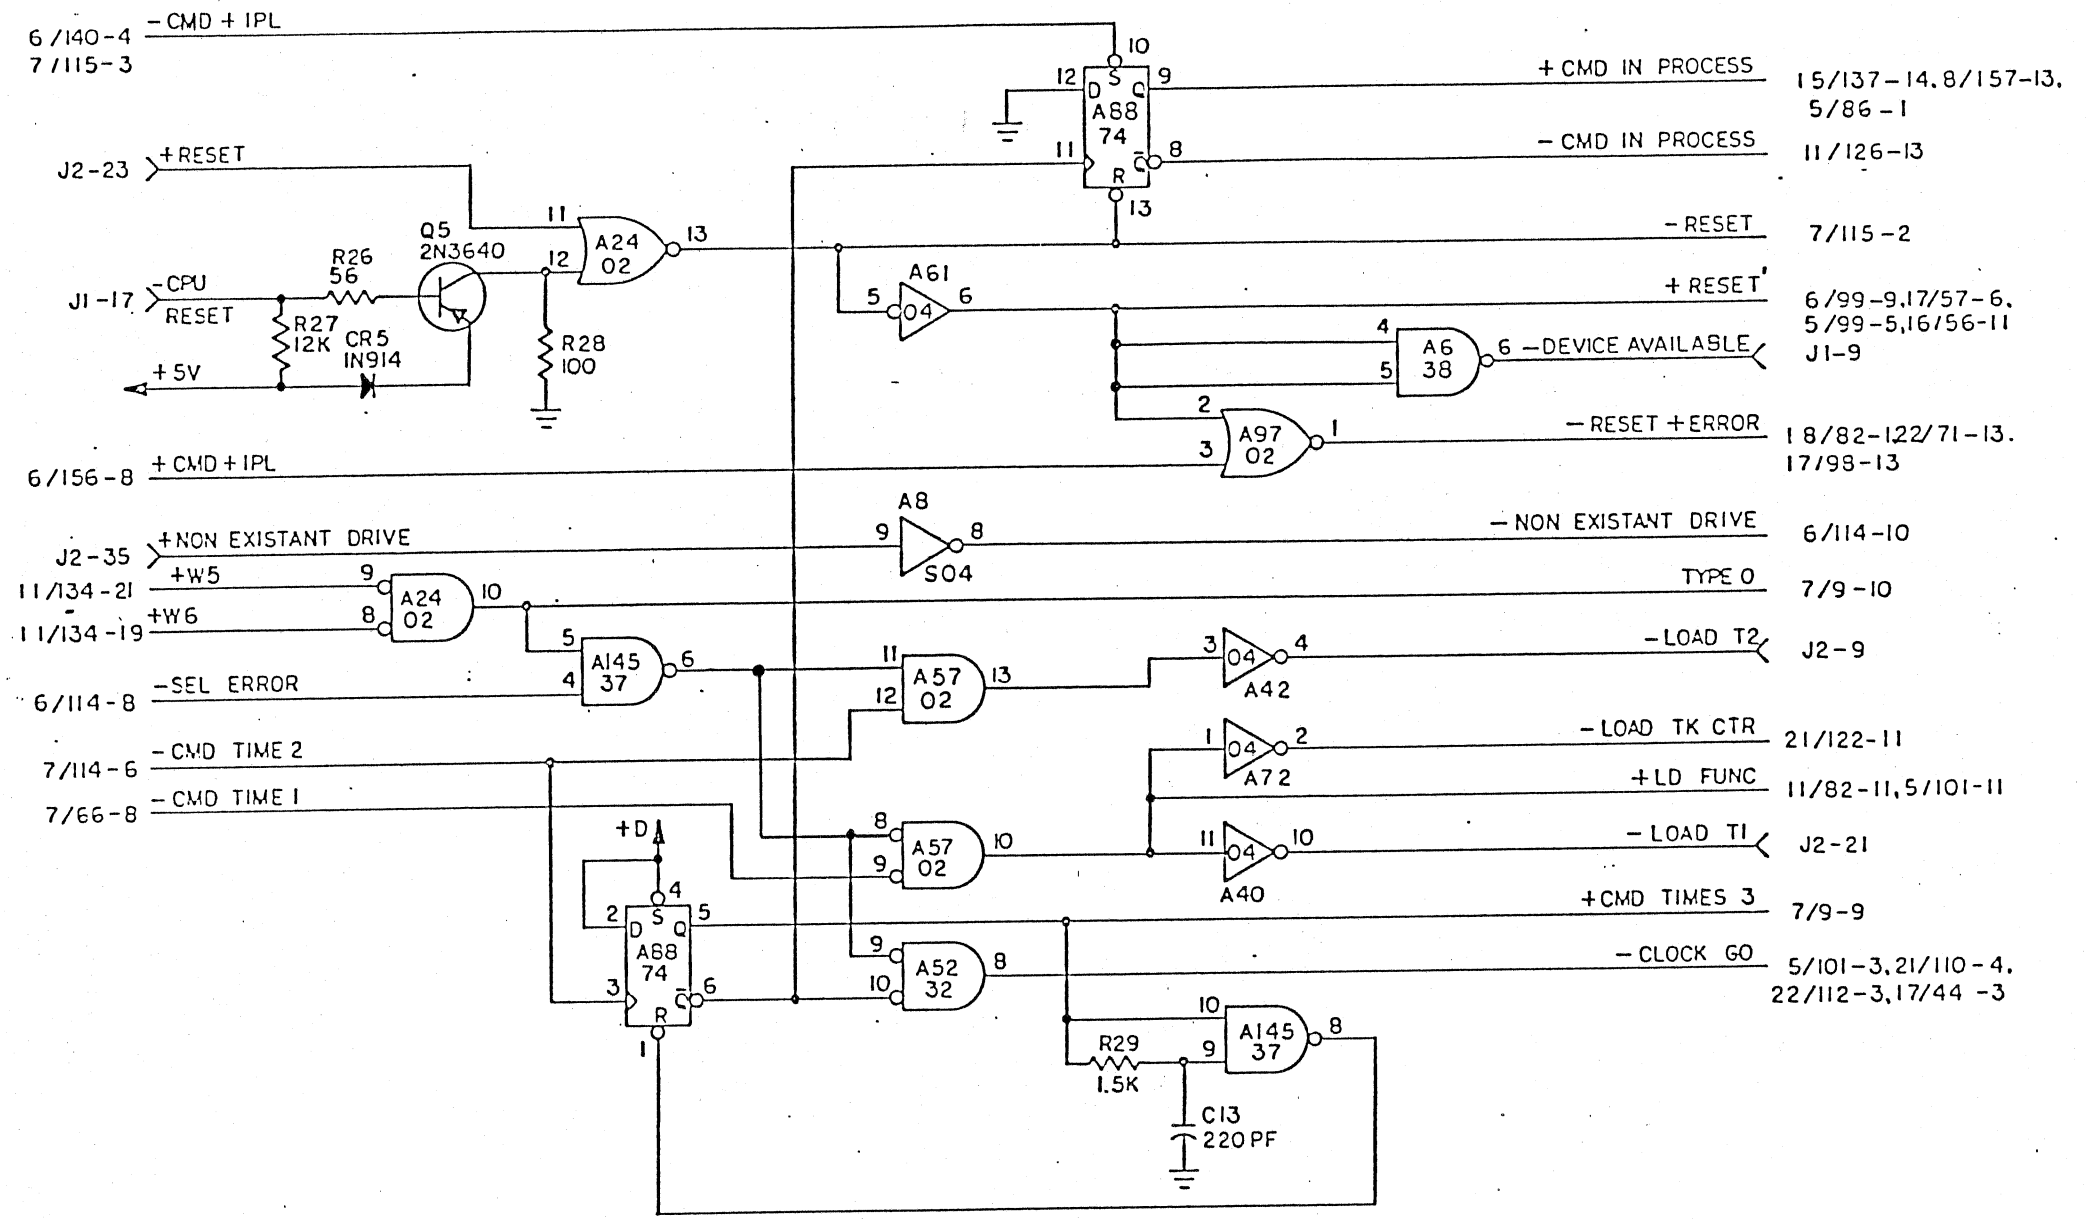 6/140-4
7/115-3
-CMD + IPL
10
12
D
S
Q
9
A88
74
11
Q
8
R
13
+CMD IN PROCESS
15/137-14.8/157-13.
5/86-1
-CMD IN PROCESS
11/126-13
J2-23
+RESET
11
A24
02
13
12
Q5
2N3640
R26
56
J1-17
-CPU
RESET
R27
12K
CR5
IN914
+5V
R28
100
-RESET
7/115-2
A61
5
04
6
+RESET'
6/99-9,17/57-6,
5/99-5,16/56-11
4
A6
38
5
6
-DEVICE AVAILABLE
J1-9
2
A97
02
3
1
-RESET +ERROR
18/82-1,22/71-13.
17/98-13
6/156-8
+CMD+IPL
A8
9
8
S04
J2-35
+NON EXISTANT DRIVE
-NON EXISTANT DRIVE
6/114-10
11/134-21
+W5
9
A24
02
10
11/134-19
+W6
8
TYPE 0
7/9-10
5
A145
37
6
4
6/114-8
-SEL ERROR
11
A57
02
13
12
3
04
4
A42
-LOAD T2
J2-9
7/114-6
-CMD TIME 2
7/66-8
-CMD TIME 1
1
04
2
A72
-LOAD TK CTR
21/122-11
+LD FUNC
11/82-11,5/101-11
8
A57
02
10
9
11
04
10
A40
-LOAD T1
J2-21
+D
4
2
D
S
Q
5
A88
74
3
Q
6
R
1
+CMD TIMES 3
7/9-9
9
A52
32
8
10
-CLOCK GO
5/101-3,21/110-4,
22/112-3,17/44 -3
10
A145
37
8
9
R29
1.5K
C13
220PF